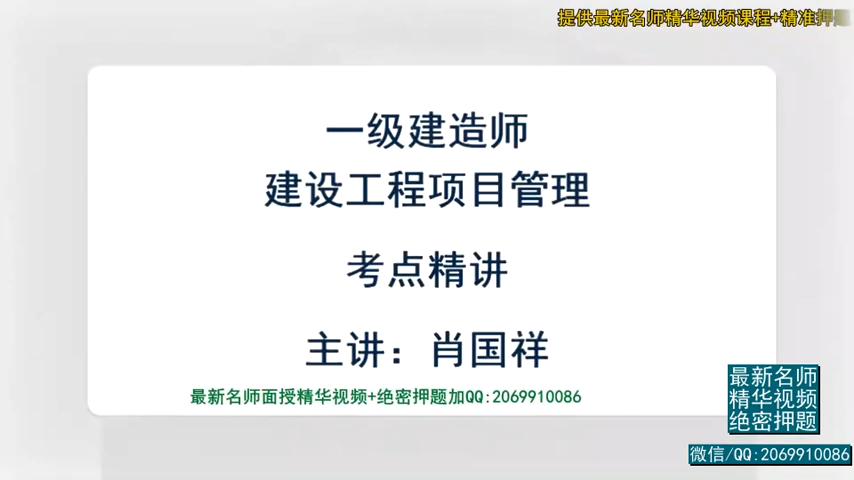 提供最新名师精华视频课程+精准押题
一级建造师
建设工程项目管理
考点精讲
主讲：肖国祥
最新名师面授精华视频+绝密押题加QQ:2069910086
最新名师
精华视频
绝密押题
微信/QQ:2069910086